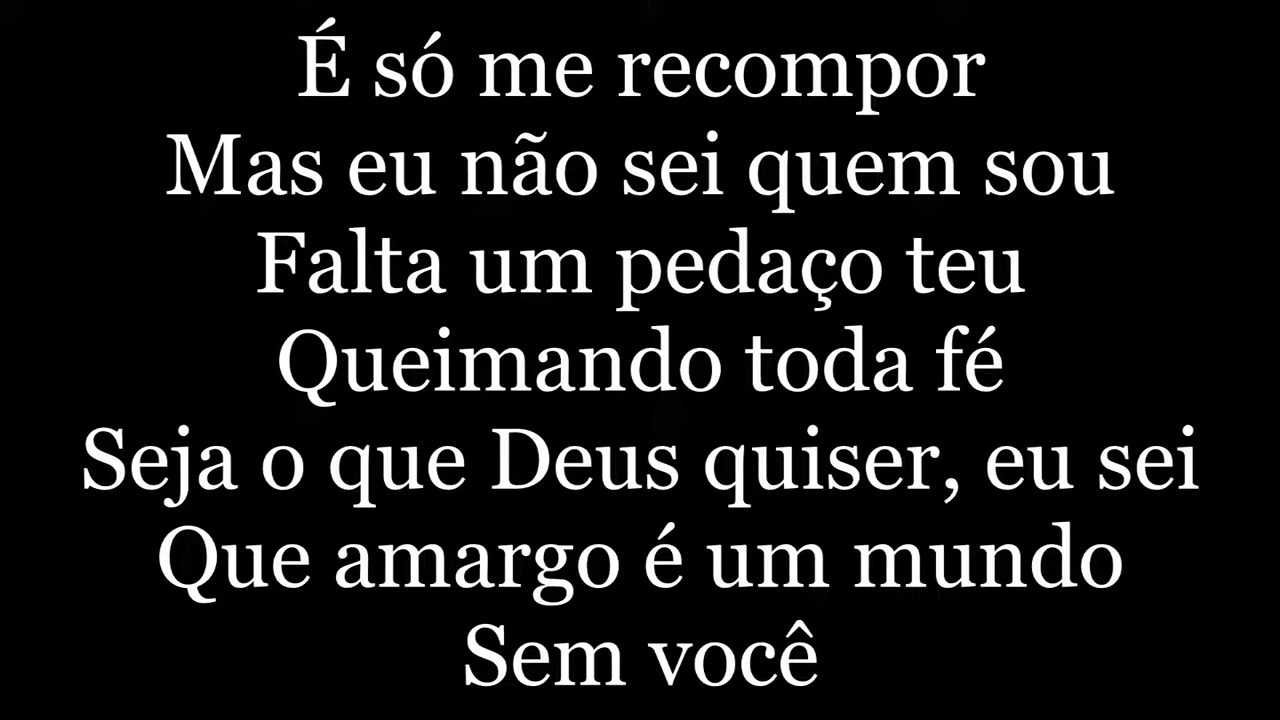 É só me recompor
Mas eu não sei quem sou
Falta um pedaço teu
Queimando toda fé
Seja o que Deus quiser, eu sei
Que amargo é um mundo
Sem você